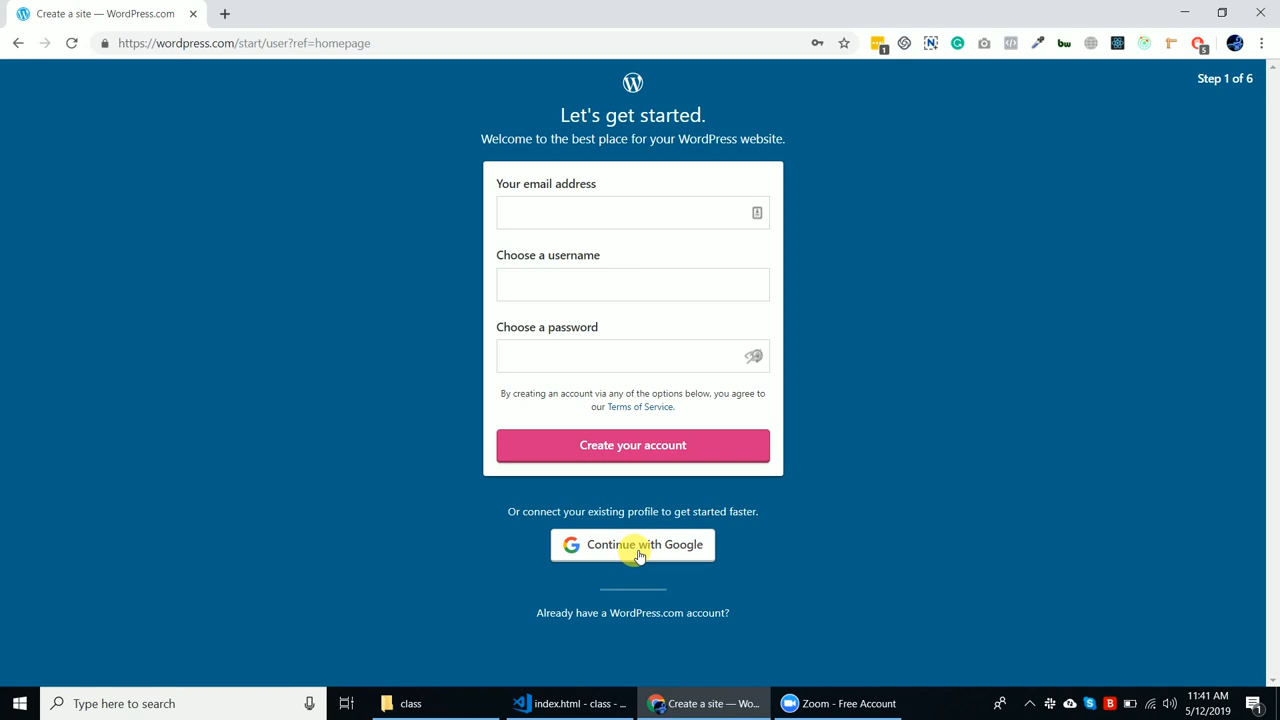 Create a site — WordPress.com
https://wordpress.com/start/user?ref=homepage
1
N
bw
5
Step 1 of 6
Let's get started.
Welcome to the best place for your WordPress website.
Your email address
Choose a username
Choose a password
By creating an account via any of the options below, you agree to
our Terms of Service.
Create your account
Or connect your existing profile to get started faster.
Continue with Google
Already have a WordPress.com account?
Type here to search
class
index.html - class - ...
Create a site — Wo...
Zoom - Free Account
11:41 AM
5/12/2019
1